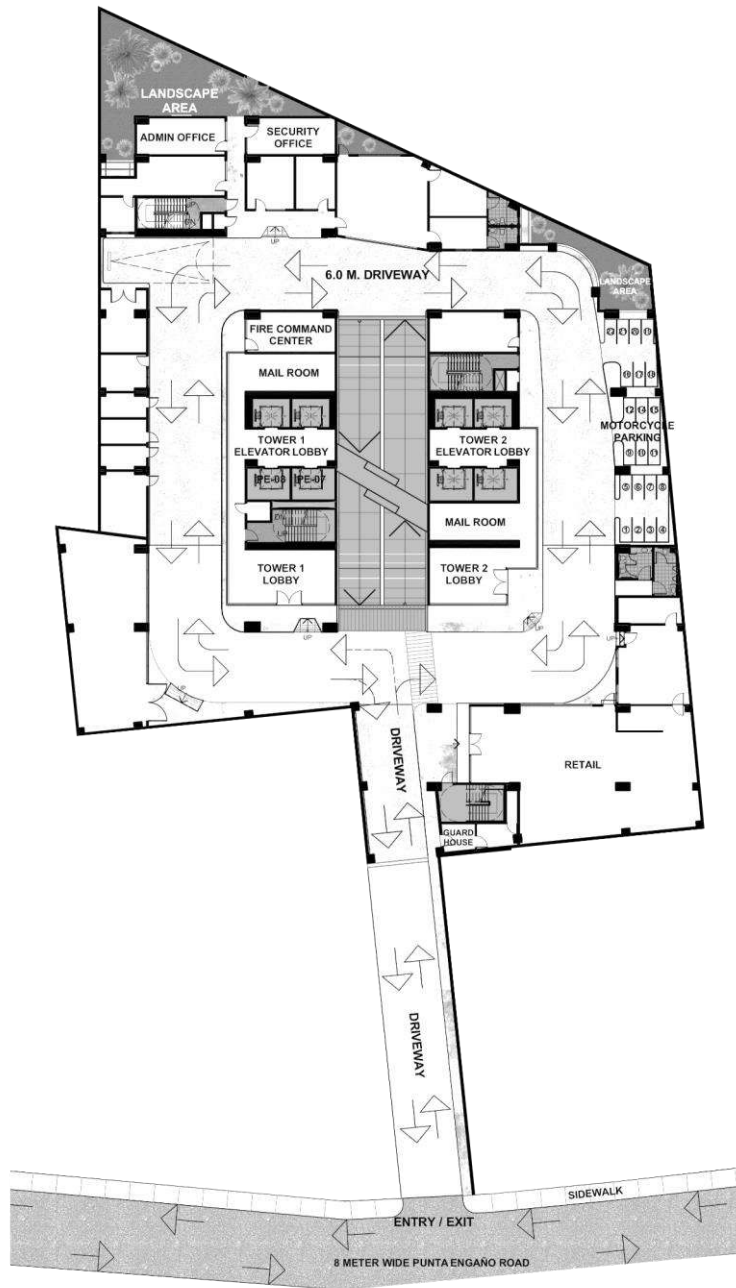 LANDSCAPE
AREA
ADMIN OFFICE
SECURITY
OFFICE
UP
6.0 M. DRIVEWAY
LANDSCAPE
AREA
FIRE COMMAND
CENTER
MAIL ROOM
TOWER 1
ELEVATOR LOBBY
TOWER 2
ELEVATOR LOBBY
MOTORCYCLE
PARKING
PE-07
MAIL ROOM
TOWER 1
LOBBY
TOWER 2
LOBBY
UP
UP
UP
DRIVEWAY
RETAIL
GUARD
HOUSE
DRIVEWAY
SIDEWALK
ENTRY / EXIT
8 METER WIDE PUNTA ENGAÑO ROAD